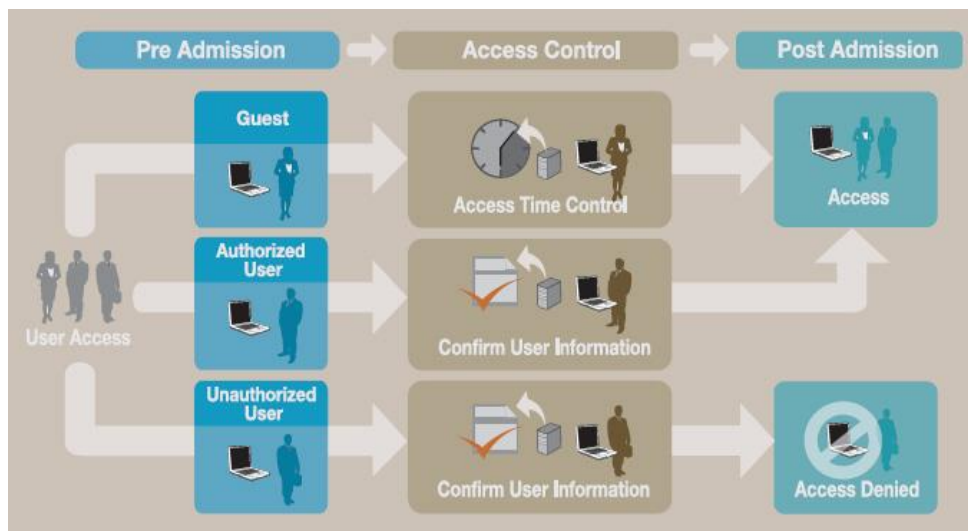 Pre Admission
Access Control
Post Admission
Guest
Access Time Control
Access
User Access
Authorized
User
Confirm User Information
Unauthorized
User
Confirm User Information
Access Denied